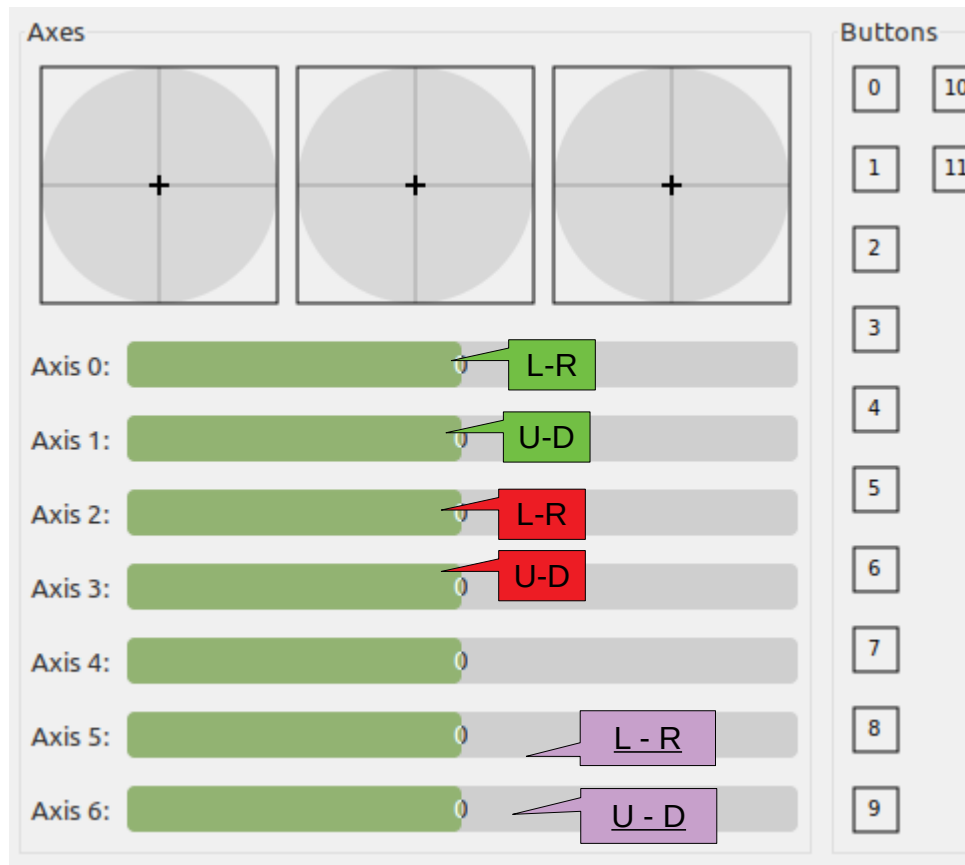 Axes
Buttons
0 10
1 11
2
3
4
5
6
7
8
9
Axis 0: 0 L-R
Axis 1: 0 U-D
Axis 2: 0 L-R
Axis 3: 0 U-D
Axis 4: 0
Axis 5: 0 L - R
Axis 6: 0 U - D